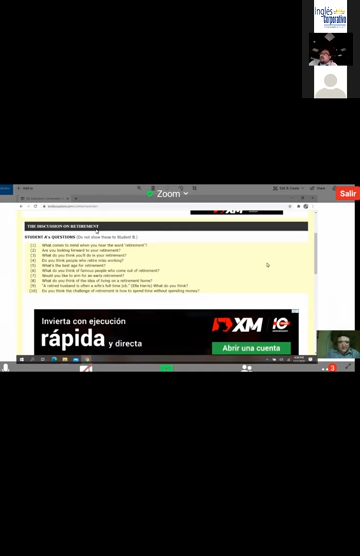 Inglés
Corporativo
Zoom
Salir
THE DISCUSSION ON RETIREMENT
STUDENT A's QUESTIONS (Do not show these to Student B.)
(1) What comes to mind when you hear the word 'retirement'?
(2) Are you looking forward to your retirement?
(3) What do you think you'll do in your retirement?
(4) Do you think people who retire miss working?
(5) What's the best age for retirement?
(6) What do you think of famous people who come out of retirement?
(7) Would you like to aim for an early retirement?
(8) What do you think of the idea of living on a retirement home?
(9) "A retired husband is often a wife's full time job." (Ella Harris) What do you think?
(10) Do you think the challenge of retirement is how to spend time without spending money?
Invierta con ejecución
rápida y directa
XM
Abrir una cuenta
3